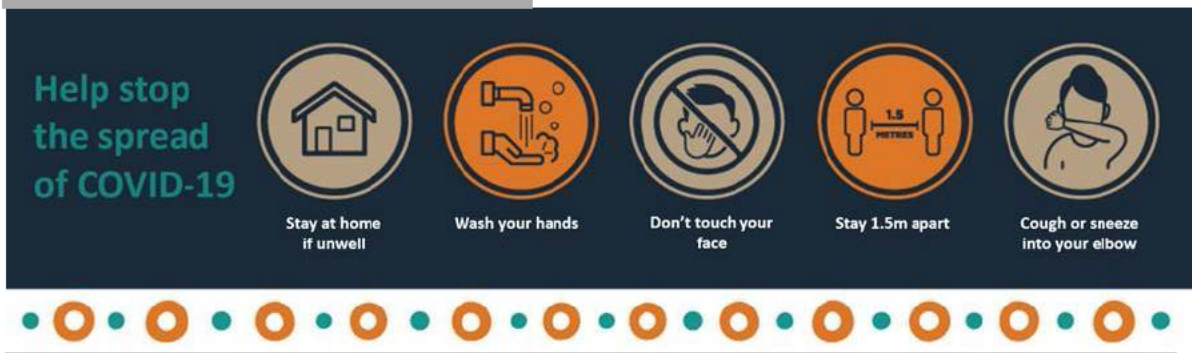 Help stop
the spread
of COVID-19
Stay at home
if unwell
Wash your hands
Don't touch your
face
1.5
METRES
Stay 1.5m apart
Cough or sneeze
into your elbow